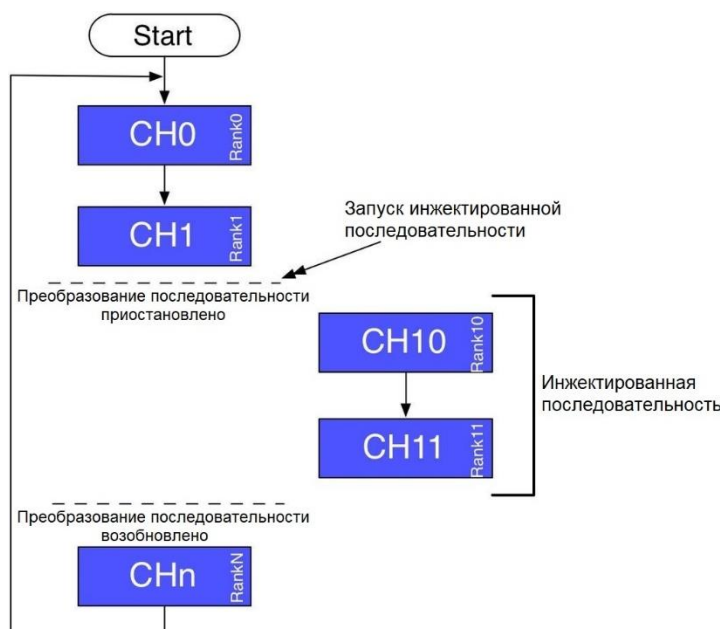 Start
CH0
Rank0
CH1
Rank1
Запуск инжектированной
последовательности
Преобразование последовательности
приостановлено
CH10
Rank10
CH11
Rank11
Инжектированная
последовательность
Преобразование последовательности
возобновлено
CHn
RankN